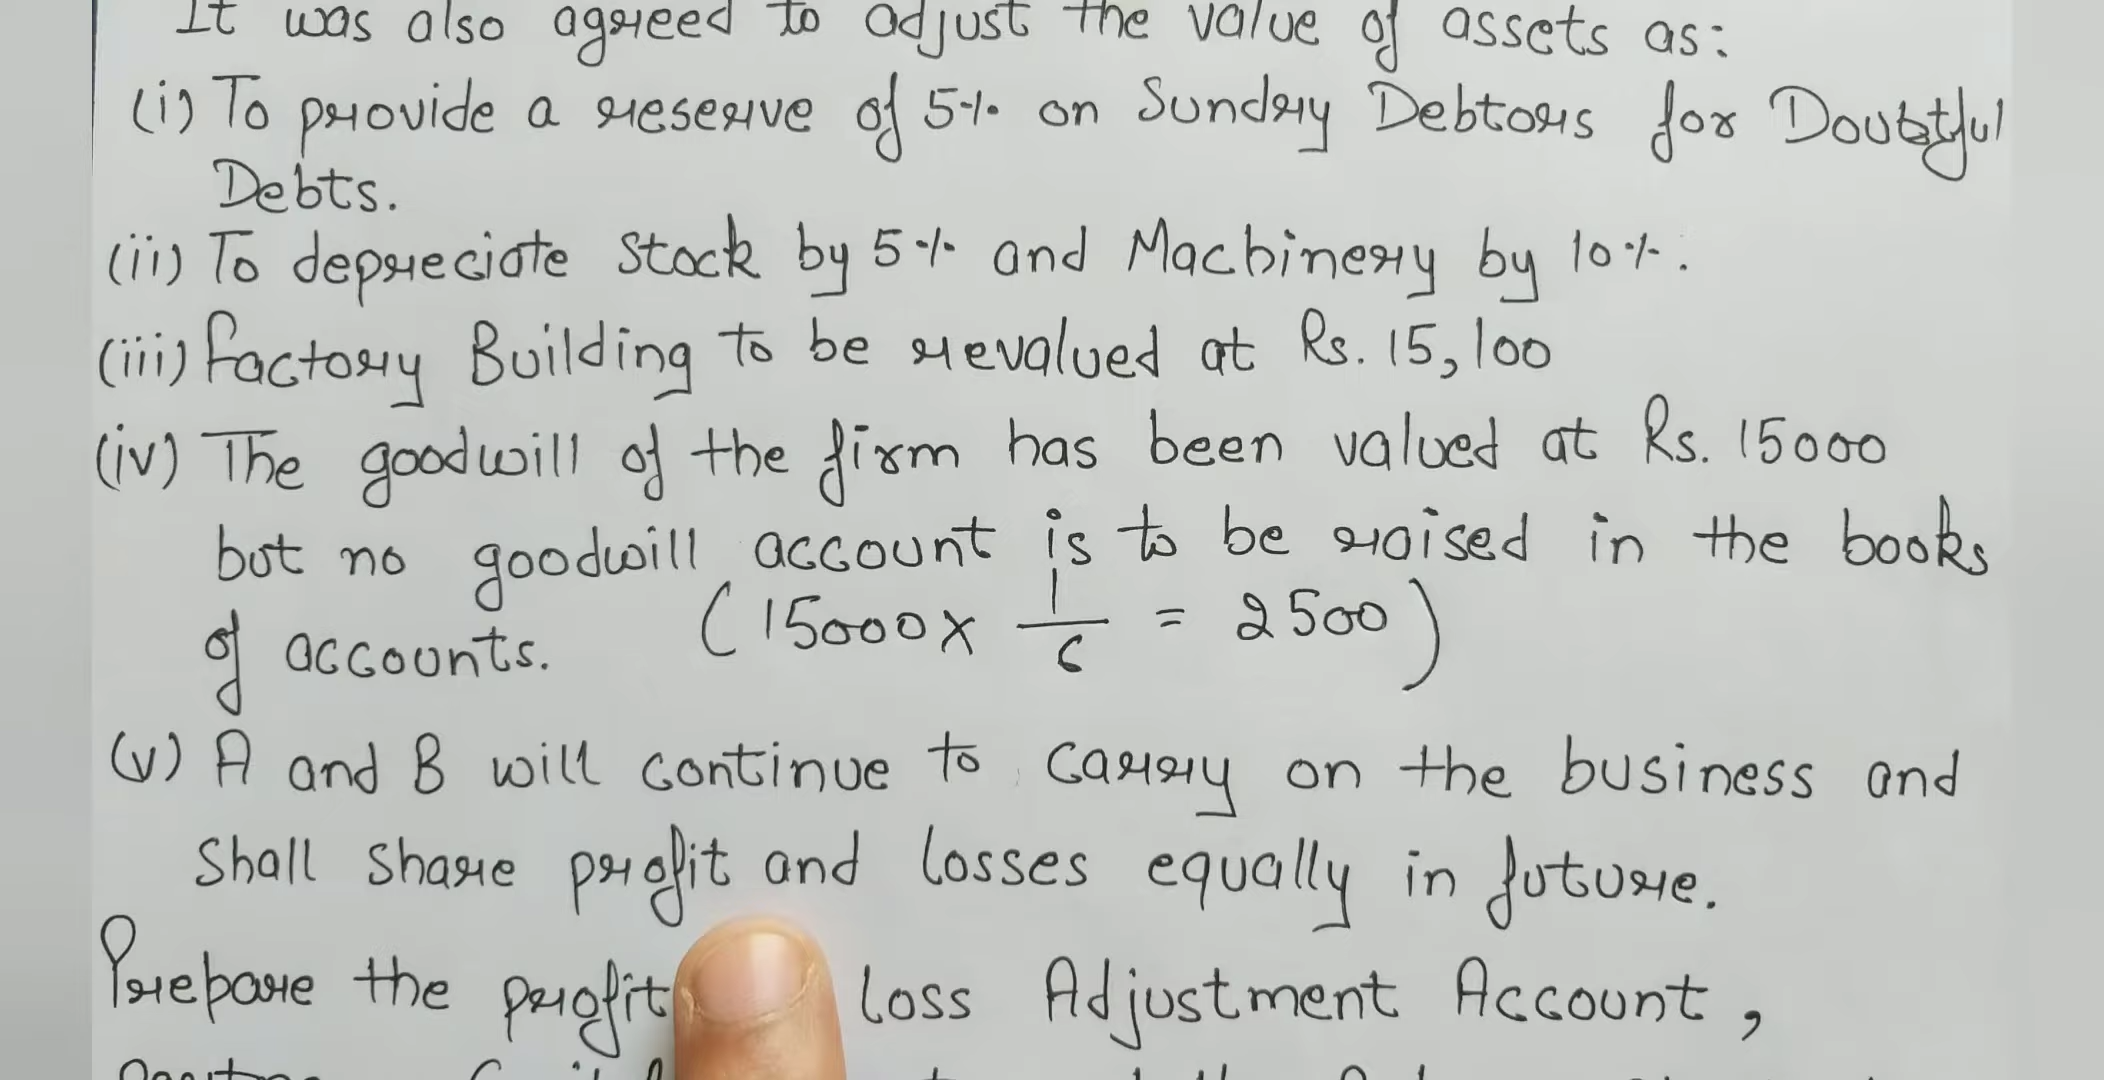 It was also agreed to adjust the value of assets as:
(i) To provide a reserve of 5% on Sundry Debtors for Doubtful
Debts.
(ii) To depreciate Stock by 5% and Machinery by 10%.
(iii) Factory Building to be revalued at Rs. 15,100
(iv) The goodwill of the firm has been valued at Rs. 15000
but no goodwill account is to be raised in the books
of accounts. (15000 x 1/6 = 2500)
(v) A and B will continue to carry on the business and
Shall Share profit and losses equally in future.
Prepare the profit loss Adjustment Account,